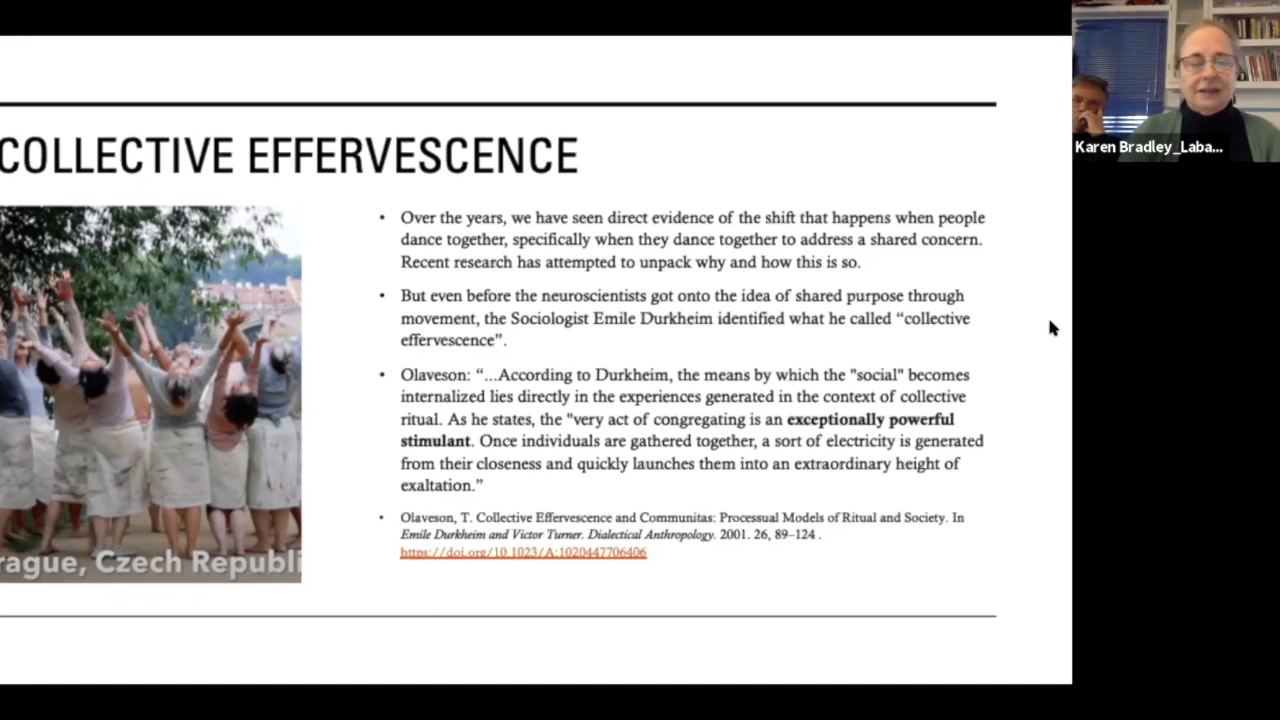 COLLECTIVE EFFERVESCENCE
• Over the years, we have seen direct evidence of the shift that happens when people
dance together, specifically when they dance together to address a shared concern.
Recent research has attempted to unpack why and how this is so.
• But even before the neuroscientists got onto the idea of shared purpose through
movement, the Sociologist Emile Durkheim identified what he called “collective
effervescence”.
• Olaveson: “...According to Durkheim, the means by which the "social" becomes
internalized lies directly in the experiences generated in the context of collective
ritual. As he states, the "very act of congregating is an exceptionally powerful
stimulant. Once individuals are gathered together, a sort of electricity is generated
from their closeness and quickly launches them into an extraordinary height of
exaltation.”
• Olaveson, T. Collective Effervescence and Communitas: Processual Models of Ritual and Society. In
Emile Durkheim and Victor Turner. Dialectical Anthropology. 2001. 26, 89–124 .
https://doi.org/10.1023/A:1020447706406
rague, Czech Republi
Karen Bradley_Laba...